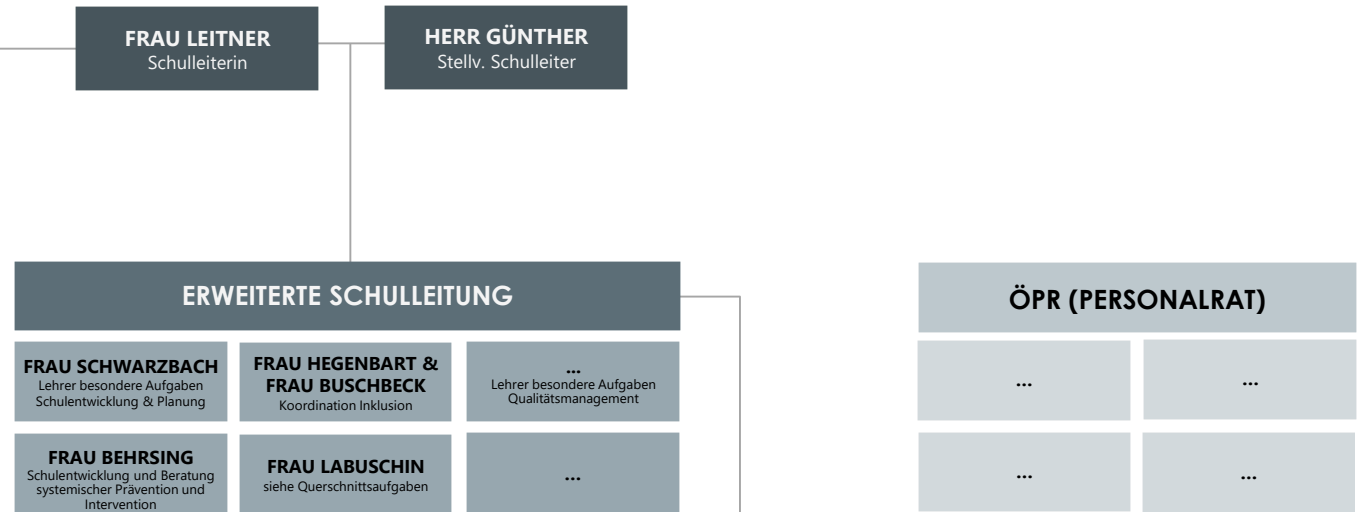 FRAU LEITNER
Schulleiterin
HERR GÜNTHER
Stellv. Schulleiter
ERWEITERTE SCHULLEITUNG
FRAU SCHWARZBACH
Lehrer besondere Aufgaben
Schulentwicklung & Planung
FRAU HEGENBART &
FRAU BUSCHBECK
Koordination Inklusion
...
Lehrer besondere Aufgaben
Qualitätsmanagement
FRAU BEHRSING
Schulentwicklung und Beratung
systemischer Prävention und
Intervention
FRAU LABUSCHIN
siehe Querschnittsaufgaben
...
ÖPR (PERSONALRAT)
...
...
...
...